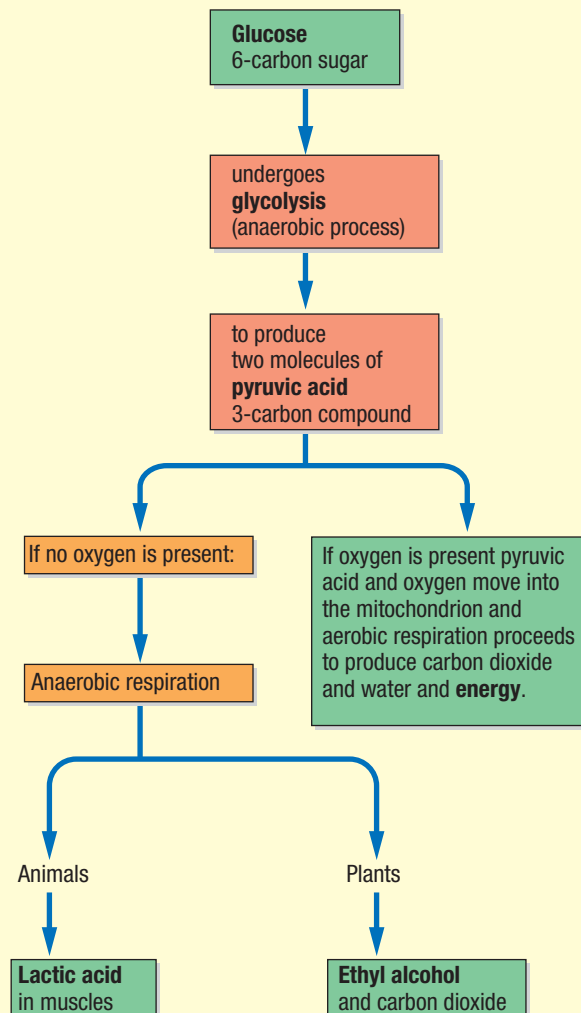 Glucose
6-carbon sugar
undergoes
glycolysis
(anaerobic process)
to produce
two molecules of
pyruvic acid
3-carbon compound
If no oxygen is present:
If oxygen is present pyruvic
acid and oxygen move into
the mitochondrion and
aerobic respiration proceeds
to produce carbon dioxide
and water and energy.
Anaerobic respiration
Animals
Plants
Lactic acid
in muscles
Ethyl alcohol
and carbon dioxide